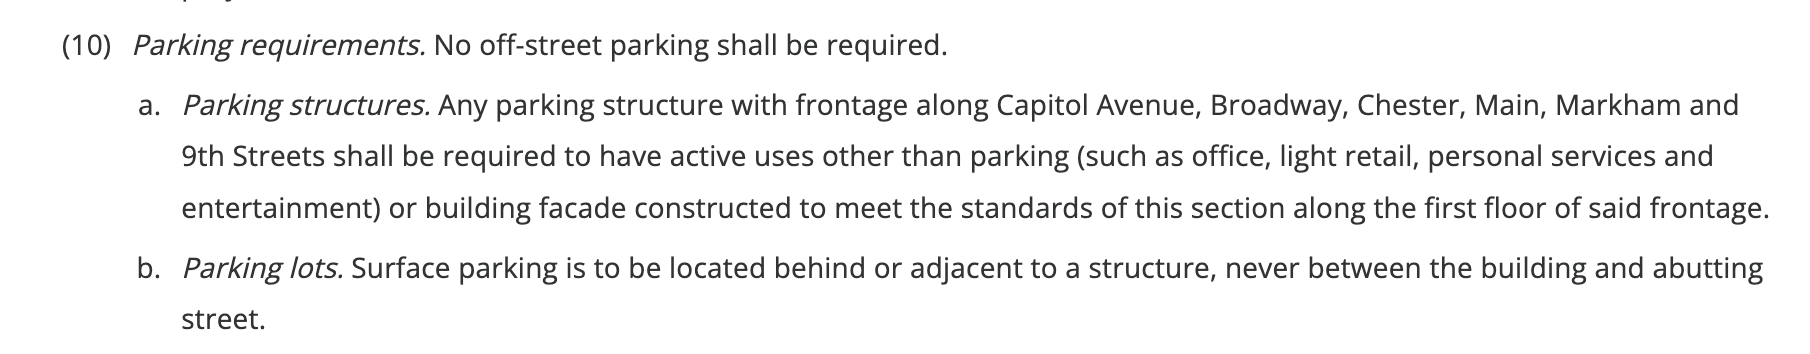 (10) Parking requirements. No off-street parking shall be required.
a. Parking structures. Any parking structure with frontage along Capitol Avenue, Broadway, Chester, Main, Markham and
9th Streets shall be required to have active uses other than parking (such as office, light retail, personal services and
entertainment) or building facade constructed to meet the standards of this section along the first floor of said frontage.
b. Parking lots. Surface parking is to be located behind or adjacent to a structure, never between the building and abutting
street.